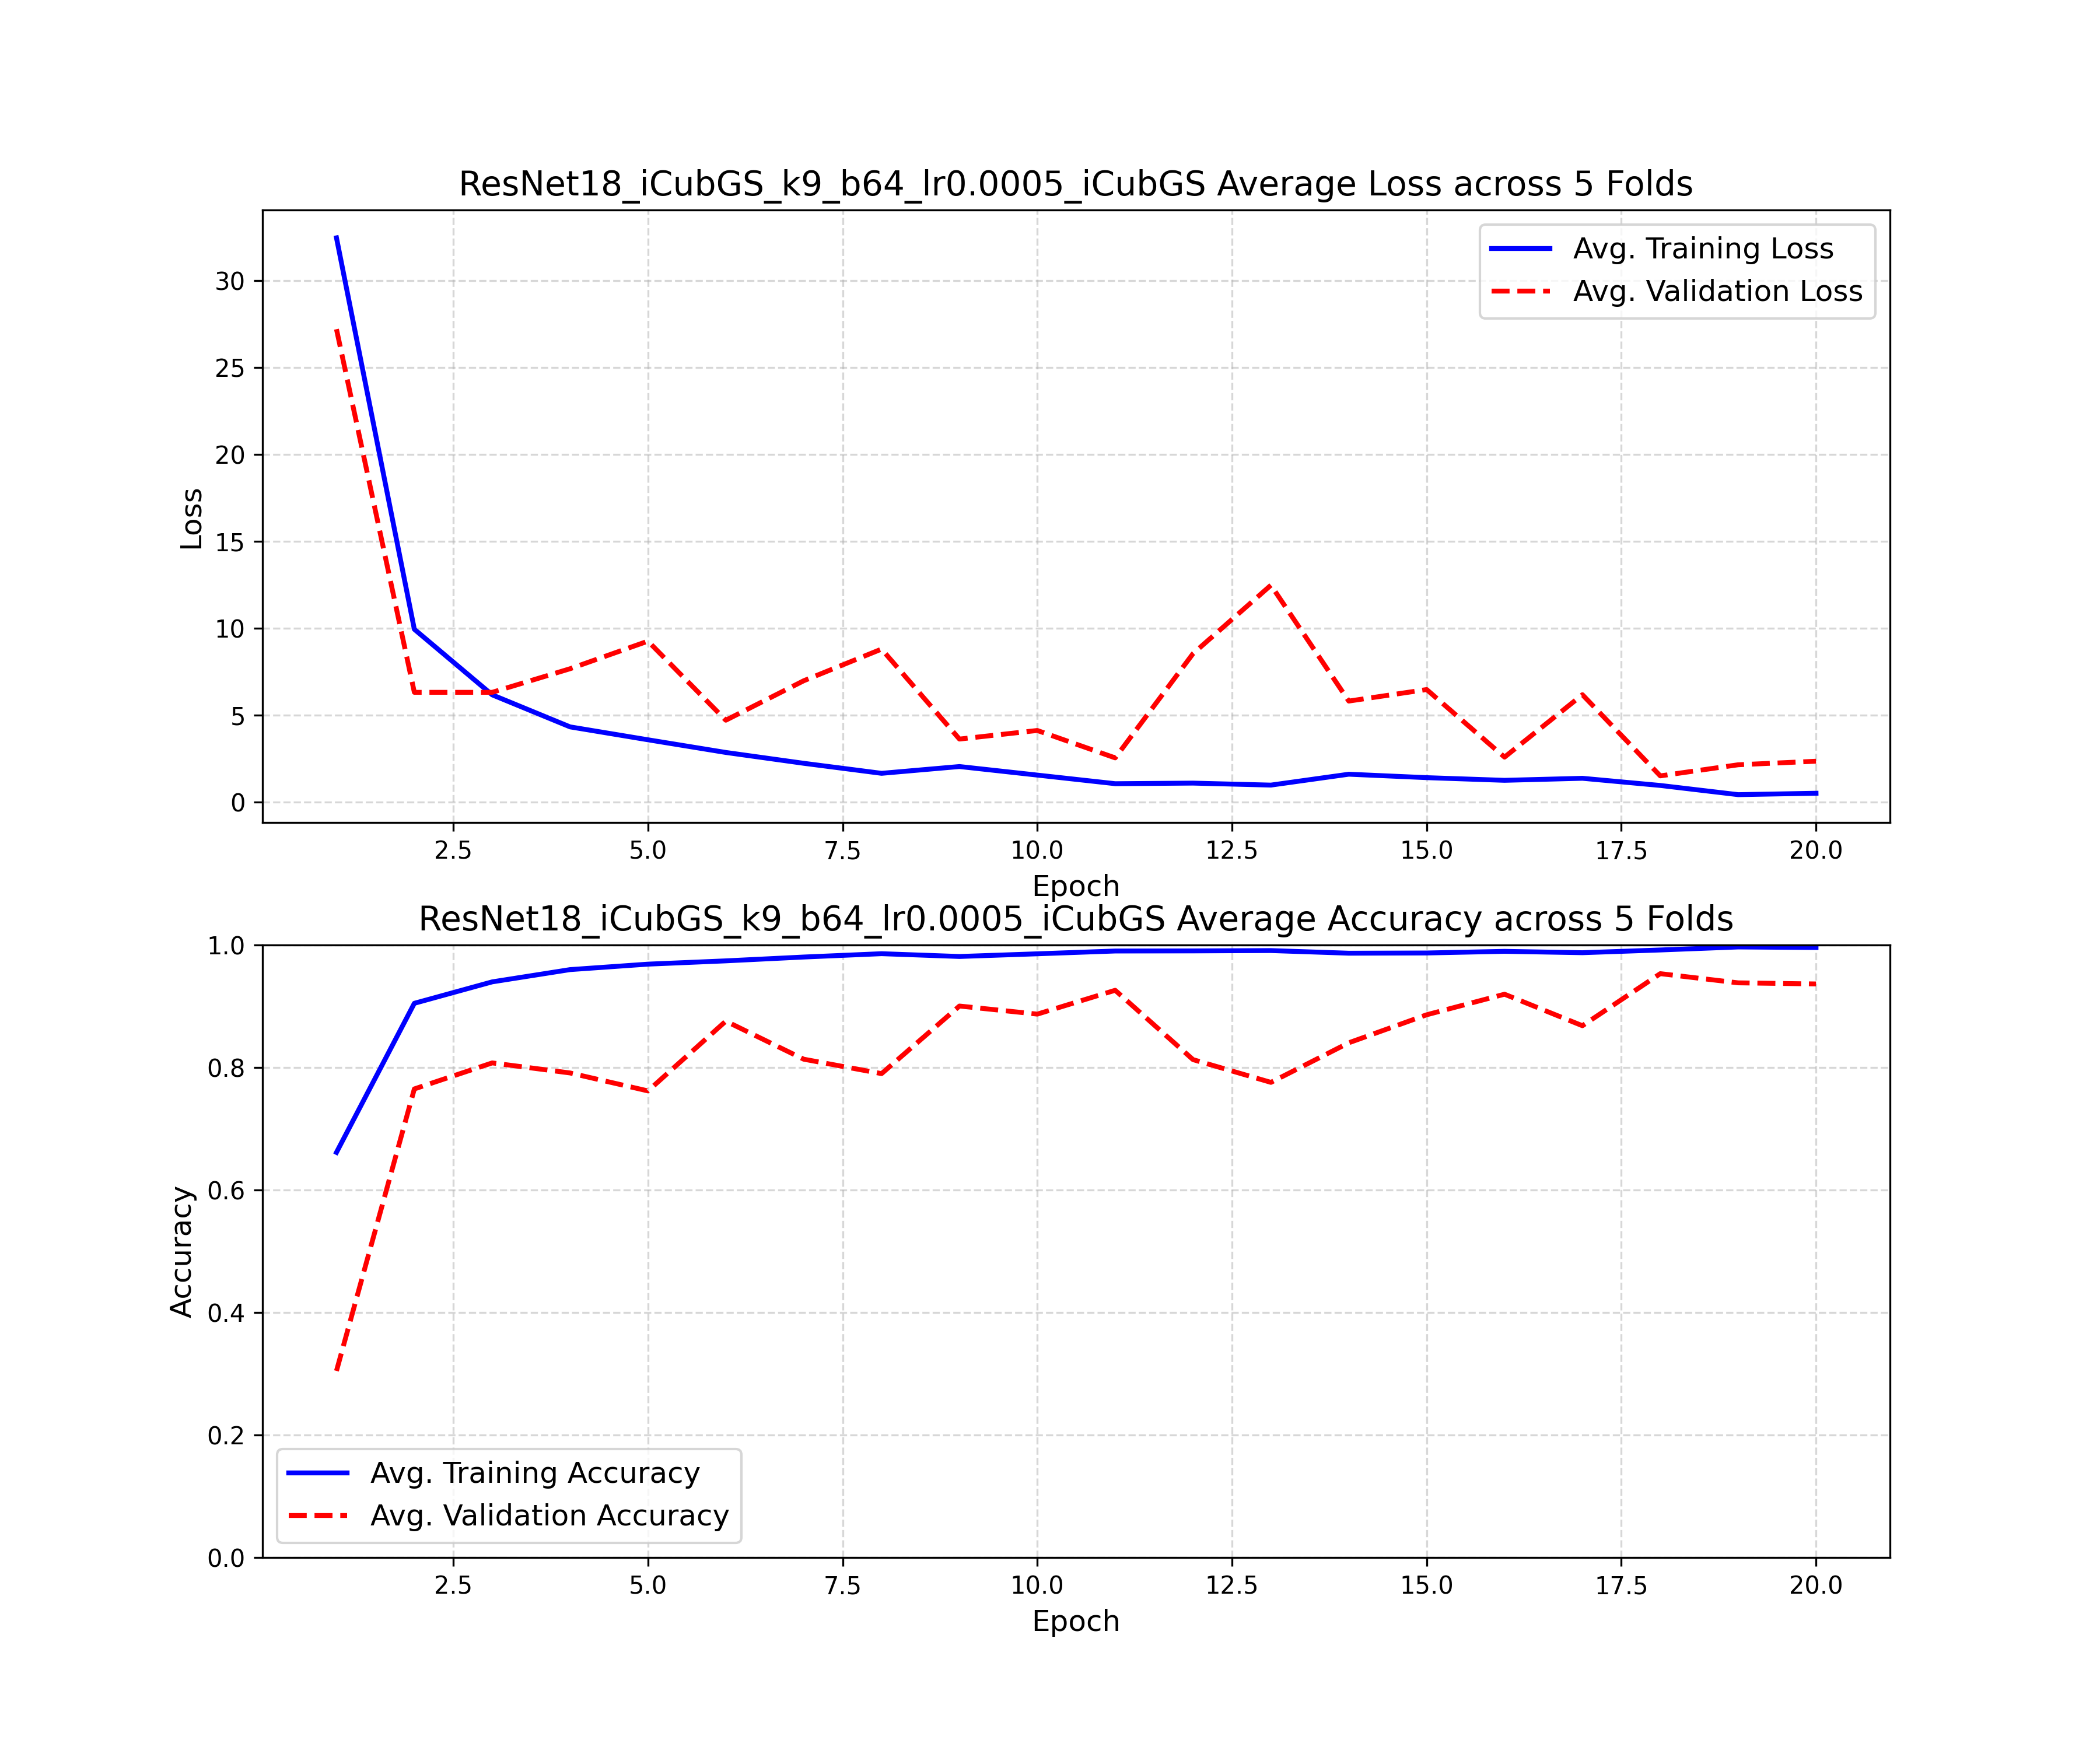 ResNet18_iCubGS_k9_b64_lr0.0005_iCubGS Average Loss across 5 Folds
Avg. Training Loss
Avg. Validation Loss
30
25
20
15
10
5
0
Loss
2.5 5.0 7.5 10.0 12.5 15.0 17.5 20.0
Epoch
ResNet18_iCubGS_k9_b64_lr0.0005_iCubGS Average Accuracy across 5 Folds
1.0
0.8
0.6
0.4
0.2
0.0
Accuracy
Avg. Training Accuracy
Avg. Validation Accuracy
2.5 5.0 7.5 10.0 12.5 15.0 17.5 20.0
Epoch